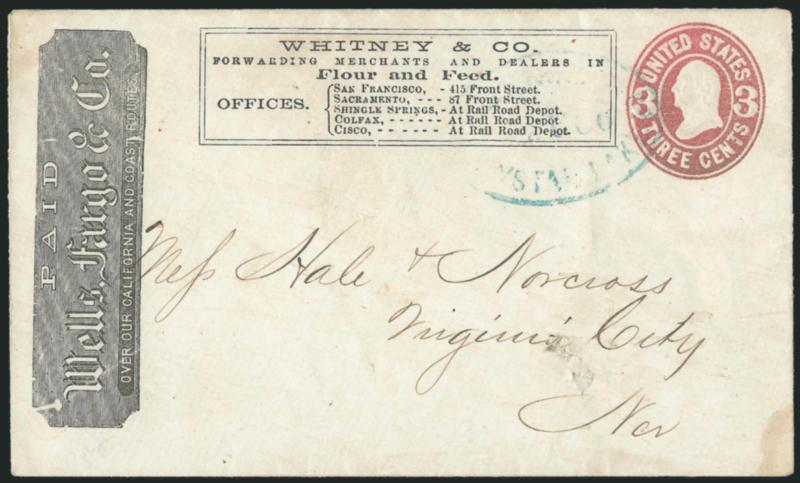 PAID
Wells, Fargo & Co.
OVER OUR CALIFORNIA AND COAST ROUTES.
WHITNEY & CO.
FORWARDING MERCHANTS AND DEALERS IN
Flour and Feed.
OFFICES.
SAN FRANCISCO, - 415 Front Street.
SACRAMENTO, - - - 87 Front Street.
SHINGLE SPRINGS, - At Rail Road Depot.
COLFAX, - - - - - - At Rail Road Depot
CISCO, - - - - - - At Rail Road Depot.
UNITED STATES
3 3
THREE CENTS
Mess Hale & Norcross
Virginia City
Nev